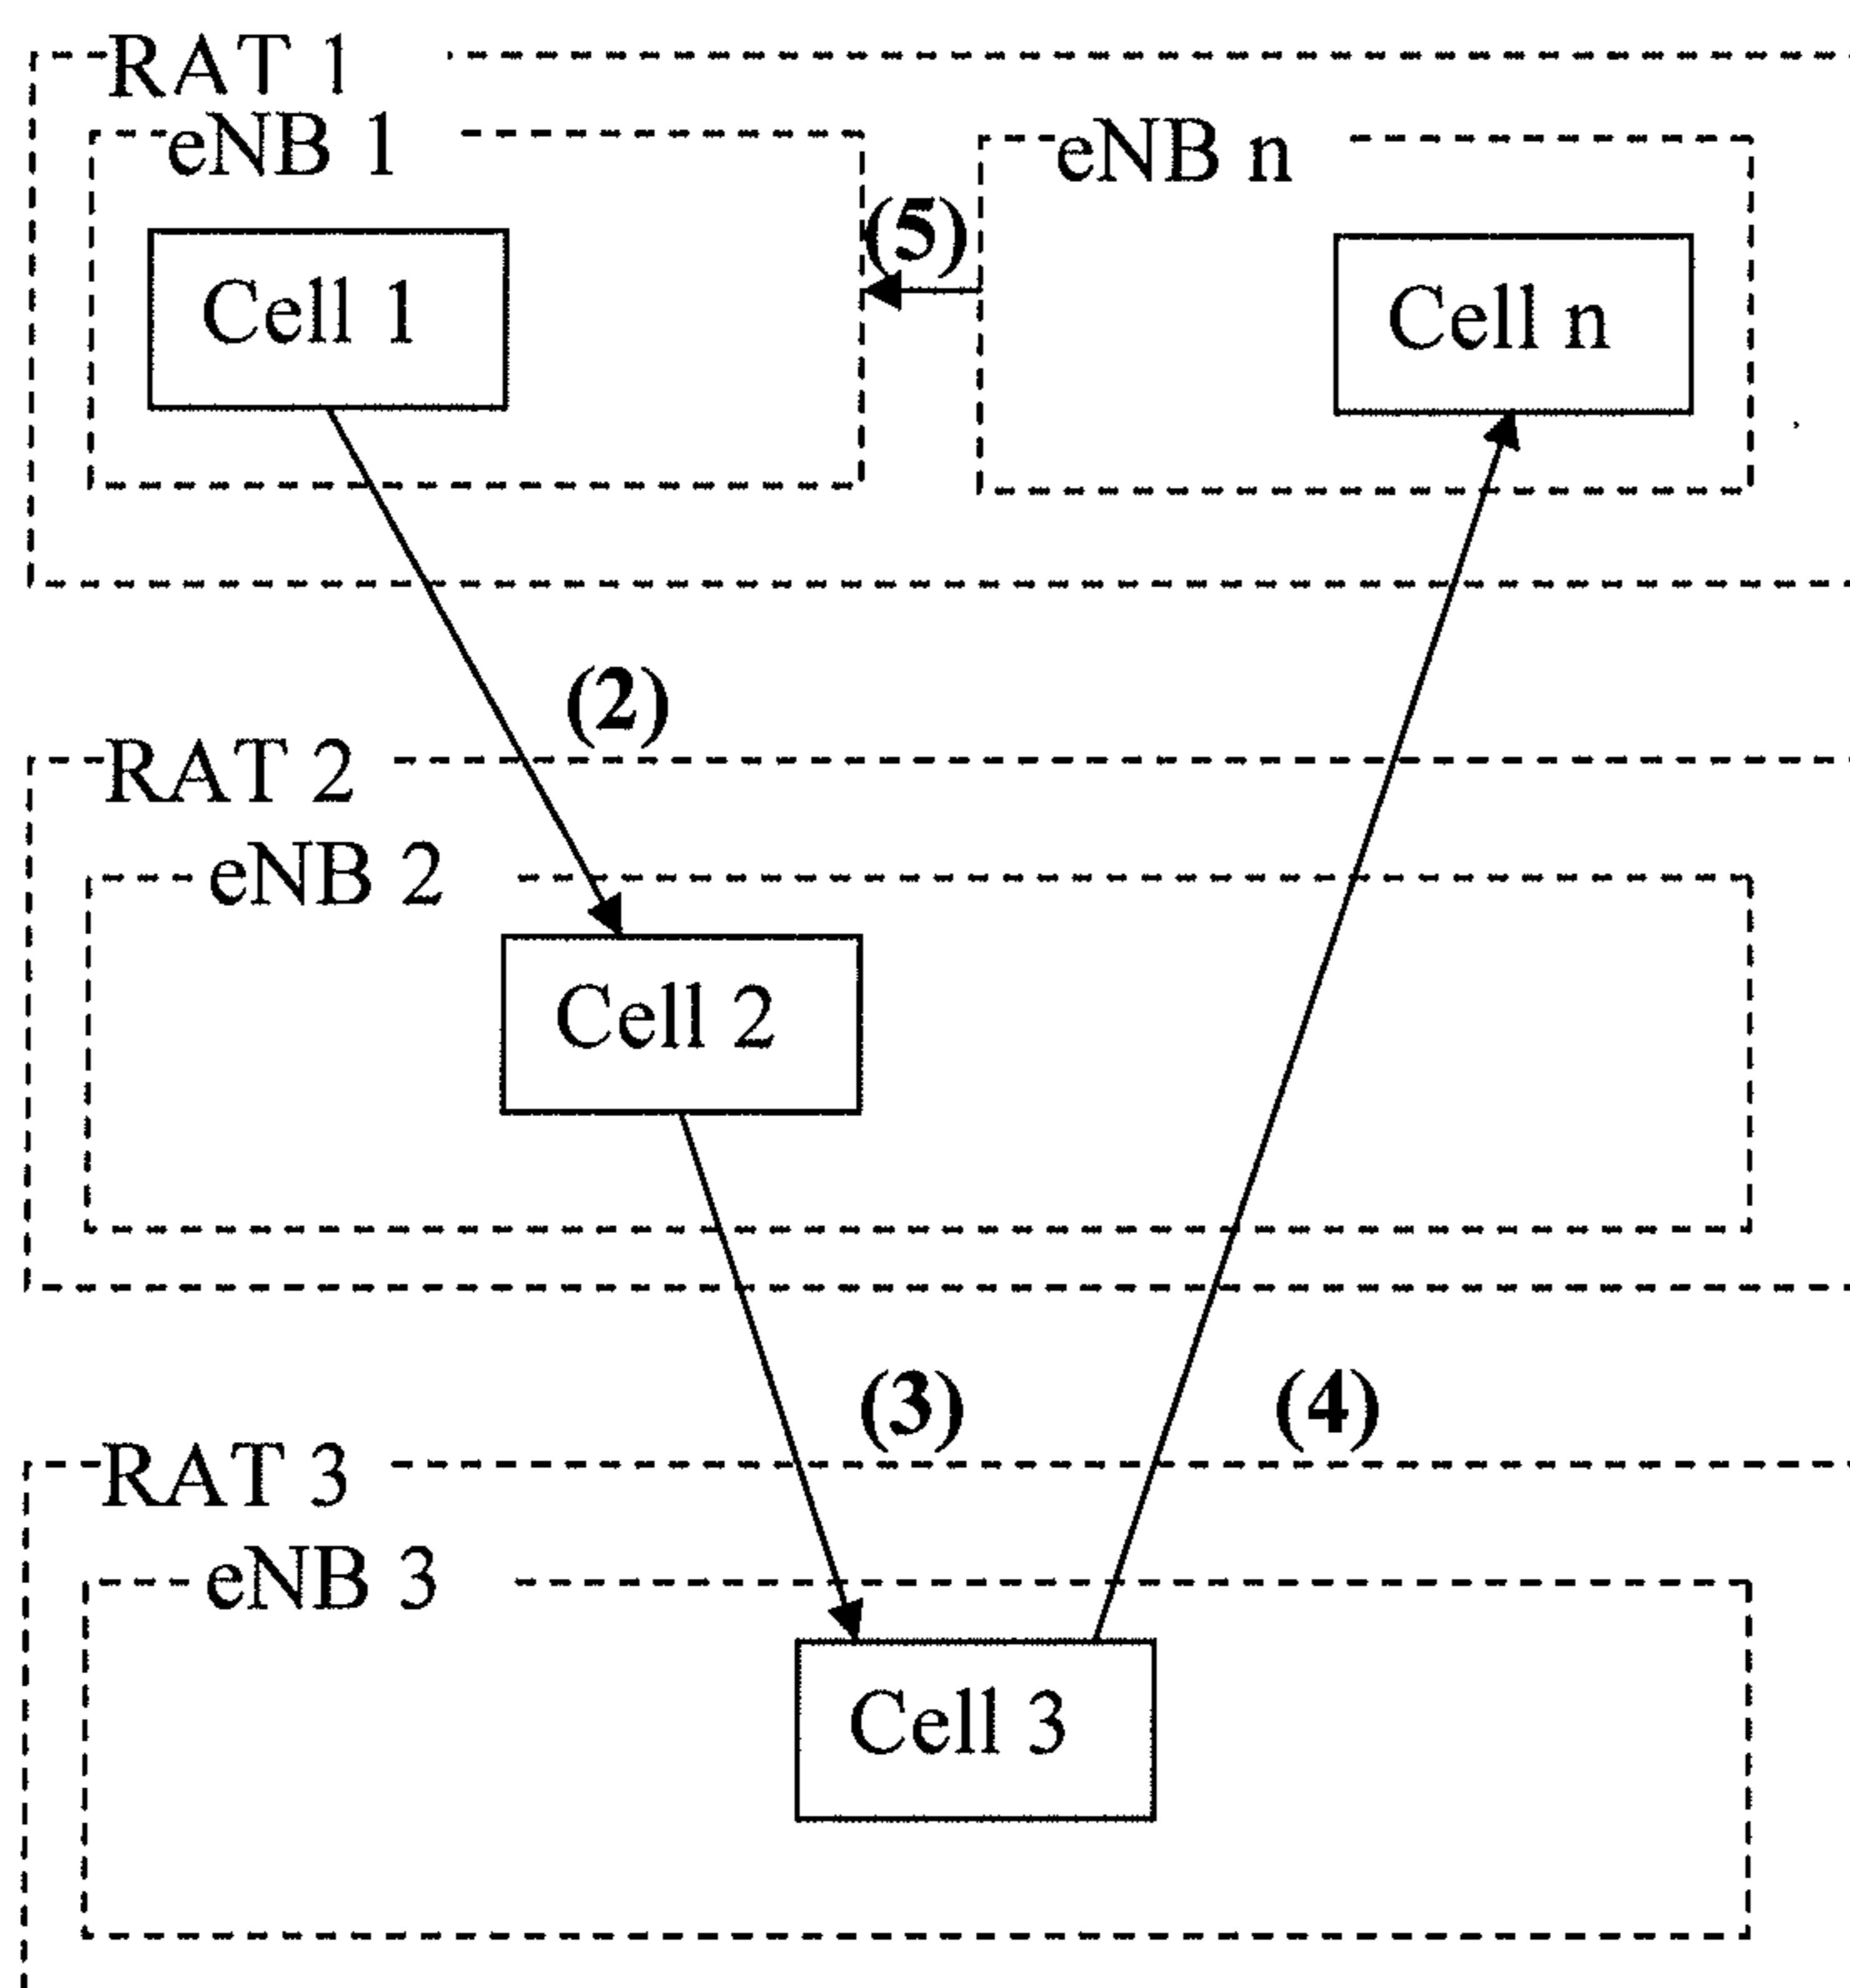 RAT 1
eNB 1
eNB n
(5)
Cell 1
Cell n
(2)
RAT 2
eNB 2
Cell 2
(3)
(4)
RAT 3
eNB 3
Cell 3